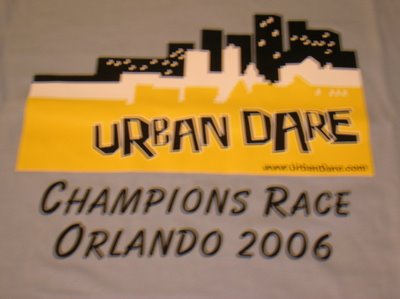 URBAN DARE
www.UrbanDare.com
CHAMPIONS RACE
ORLANDO 2006